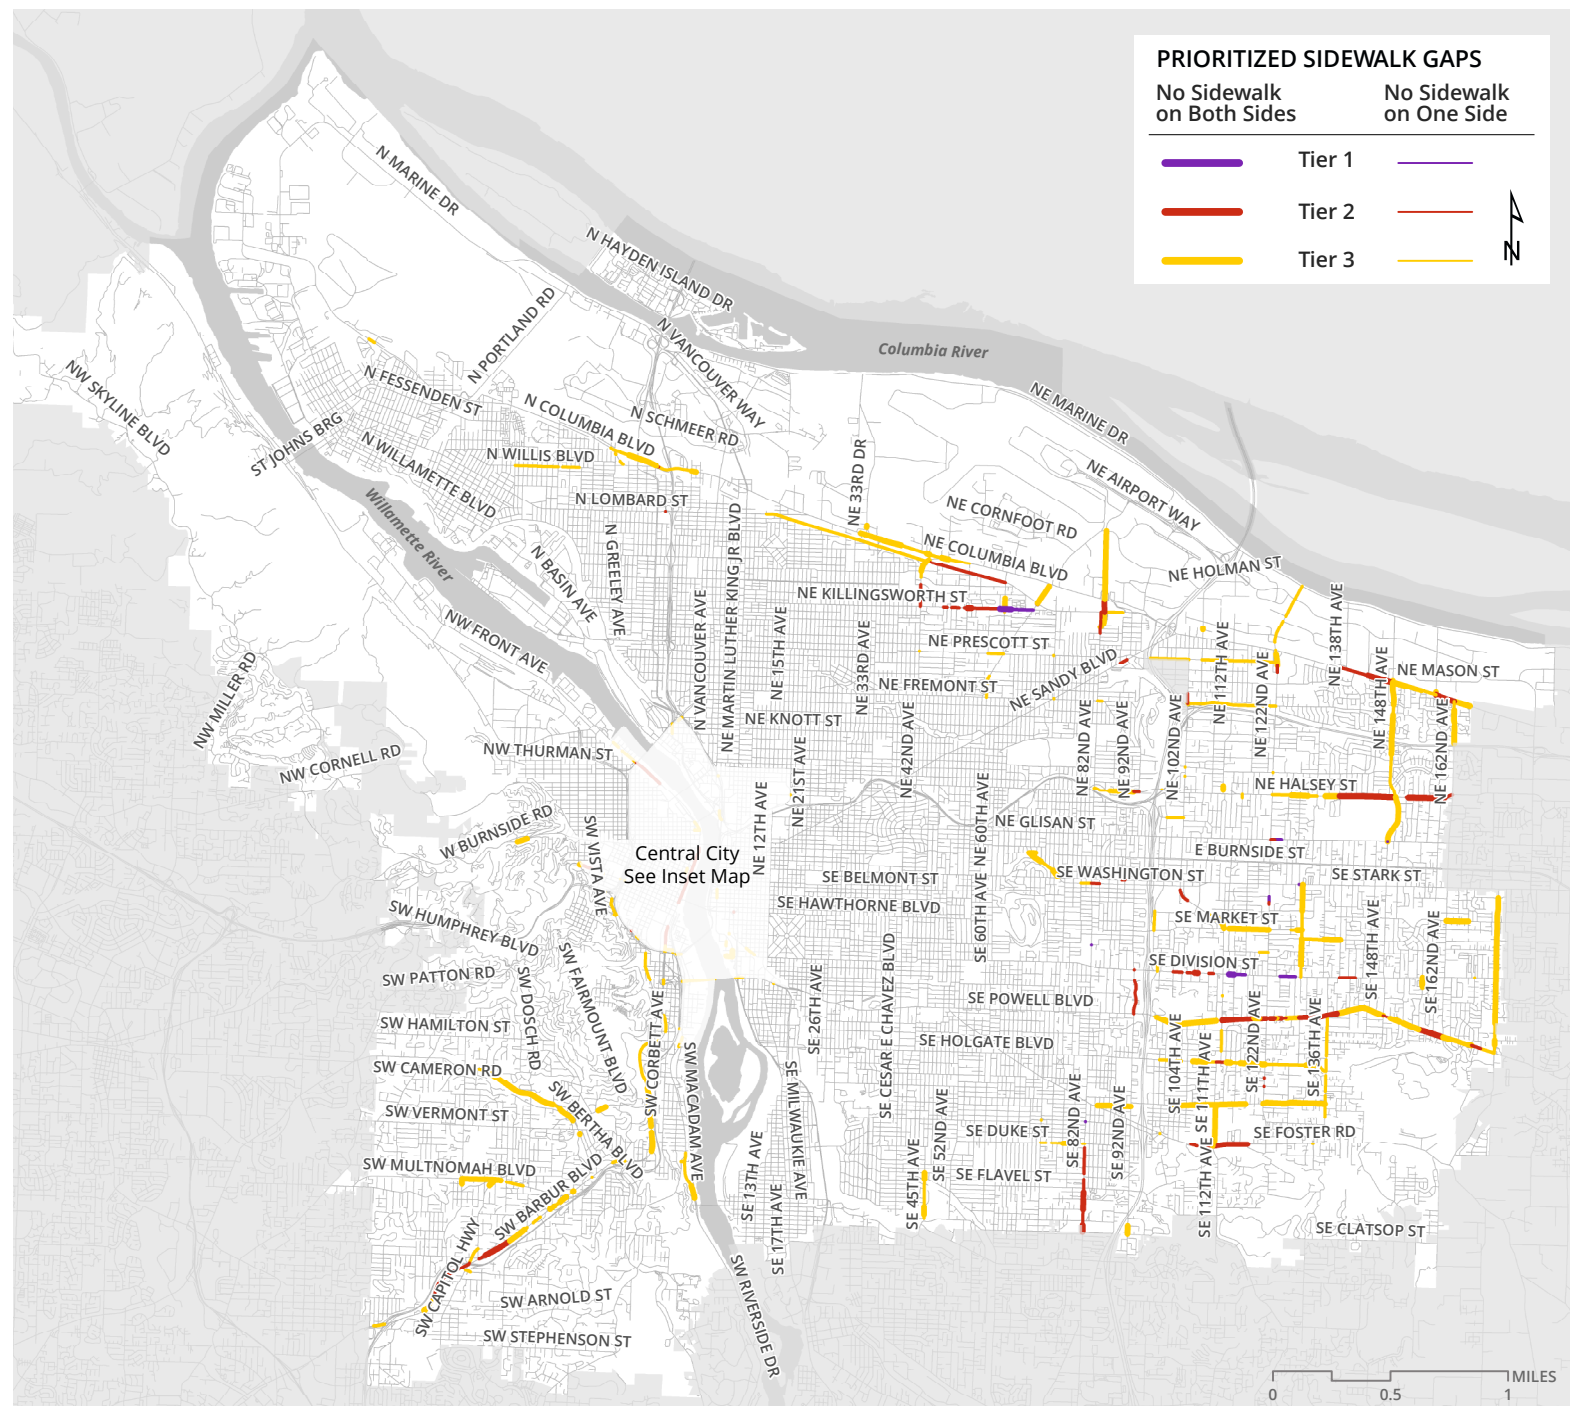 PRIORITIZED SIDEWALK GAPS
No Sidewalk
on Both Sides
No Sidewalk
on One Side
Tier 1
Tier 2
Tier 3
N
N MARINE DR
N HAYDEN ISLAND DR
N PORTLAND RD
N VANCOUVER WAY
Columbia River
NW SKYLINE BLVD
N FESSENDEN ST
N COLUMBIA BLVD
N SCHMEER RD
NE MARINE DR
ST JOHNS BRG
N WILLAMETTE BLVD
N WILLIS BLVD
NE 33RD DR
NE AIRPORT WAY
Willamette River
N LOMBARD ST
NE CORNFOOT RD
N BASIN AVE
N GREELEY AVE
NE MARTIN LUTHER KING JR BLVD
NE COLUMBIA BLVD
NE HOLMAN ST
N VANCOUVER AVE
NE KILLINGSWORTH ST
NW FRONT AVE
NE 15TH AVE
NE 33RD AVE
NE PRESCOTT ST
NE 112TH AVE
NE 122ND AVE
NE 138TH AVE
NE 148TH AVE
NE MASON ST
NW MILLER RD
NE FREMONT ST
NE SANDY BLVD
NE KNOTT ST
NW CORNELL RD
NW THURMAN ST
NE 21ST AVE
NE 42ND AVE
NE 82ND AVE
NE 92ND AVE
NE 102ND AVE
NE 162ND AVE
NE HALSEY ST
NE 12TH AVE
NE 60TH AVE
NE GLISAN ST
W BURNSIDE RD
SW VISTA AVE
Central City
See Inset Map
E BURNSIDE ST
SE BELMONT ST
SE WASHINGTON ST
SE STARK ST
SW HUMPHREY BLVD
SE HAWTHORNE BLVD
SE 60TH AVE
SE MARKET ST
SE 148TH AVE
SE 162ND AVE
SW PATTON RD
SW DOSCH RD
SW FAIRMOUNT BLVD
SE DIVISION ST
SE 26TH AVE
SE CESAR E CHAVEZ BLVD
SE POWELL BLVD
SW HAMILTON ST
SW CORBETT AVE
SE HOLGATE BLVD
SE 104TH AVE
SE 111TH AVE
SE 122ND AVE
SE 136TH AVE
SW CAMERON RD
SW MACADAM AVE
SE MILWAUKIE AVE
SW VERMONT ST
SW BERTHA BLVD
SE 52ND AVE
SE 82ND AVE
SE 92ND AVE
SE DUKE ST
SE FOSTER RD
SW MULTNOMAH BLVD
SW BARBUR BLVD
SE 13TH AVE
SE 17TH AVE
SE 45TH AVE
SE FLAVEL ST
SE 112TH AVE
SE CLATSOP ST
SW CAPITOL HWY
SW ARNOLD ST
SW RIVERSIDE DR
SW STEPHENSON ST
MILES
0
0.5
1